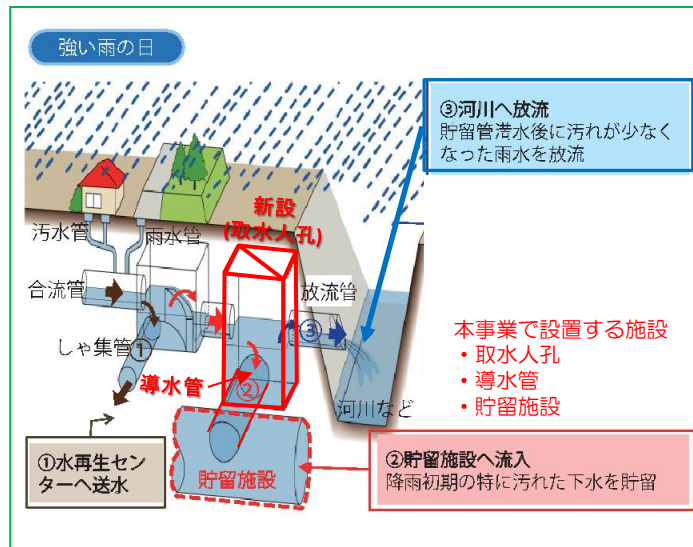 強い雨の日
③河川へ放流
貯留管満水後に汚れが少なく
なった雨水を放流
新設
(取水人孔)
汚水管
雨水管
合流管
放流管
しゃ集管
①
③
導水管
②
河川など
本事業で設置する施設
・取水人孔
・導水管
・貯留施設
①水再生セン
ターへ送水
貯留施設
②貯留施設へ流入
降雨初期の特に汚れた下水を貯留